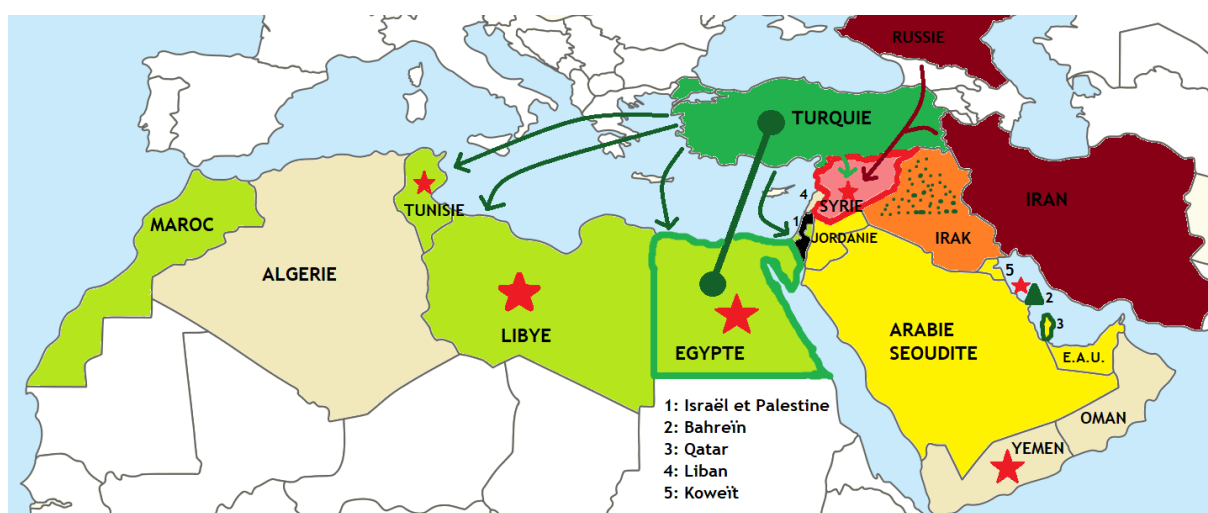 RUSSIE
TURQUIE
MAROC
TUNISIE
4
SYRIE
1
JORDANIE
IRAK
IRAN
ALGERIE
LIBYE
EGYPTE
5
2
3
ARABIE
SEOUDITE
E.A.U.
OMAN
YEMEN
1: Israël et Palestine
2: Bahreïn
3: Qatar
4: Liban
5: Koweït